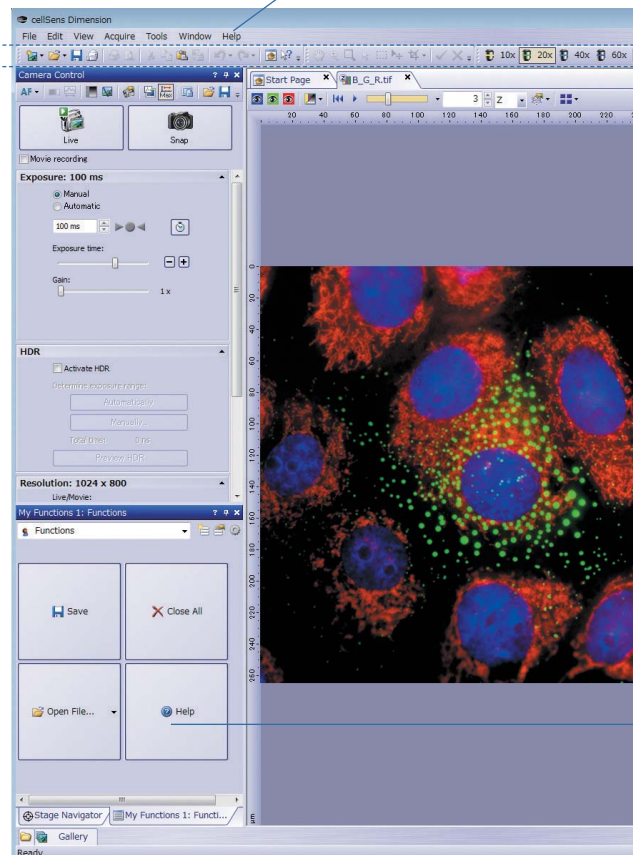 cellSens Dimension
File Edit View Acquire Tools Window Help
10x 20x 40x 60x
Camera Control
Start Page B_G_R.tif
AF Max
3 Z
Live Snap
Movie recording
20 40 60 80 100 120 140 160 180 200 220
Exposure: 100 ms
Manual
Automatic
100 ms
Exposure time:
Gain:
1 x
HDR
Activate HDR
Determine exposure range:
Automatically
Manually...
Total time: 0 ns
Preview HDR
Resolution: 1024 x 800
Live/Movie:
0 20 40 60 80 100 120 140 160 180 200 220 240 260
My Functions 1: Functions
Functions
Save Close All
Open File... Help
Stage Navigator My Functions 1: Functi...
µm
Gallery
Ready